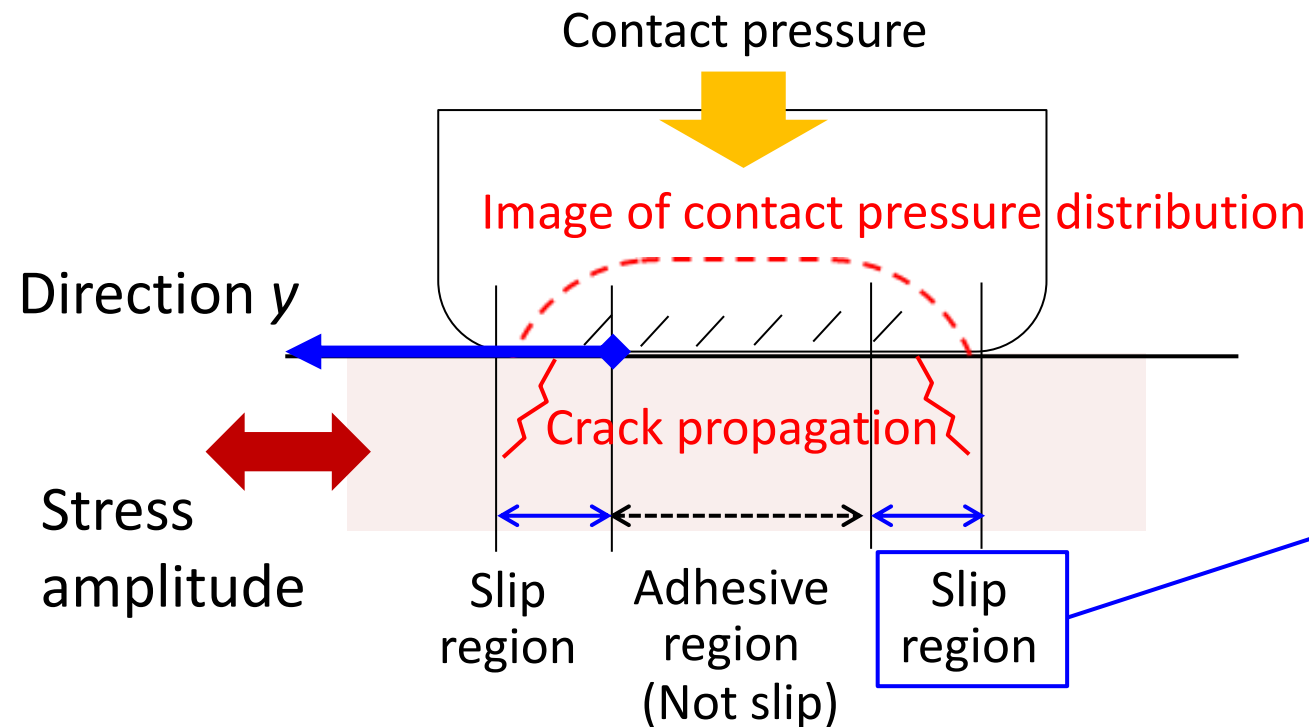 Contact pressure
Image of contact pressure distribution
Direction y
Crack propagation
Stress
amplitude
Slip
region
Adhesive
region
(Not slip)
Slip
region